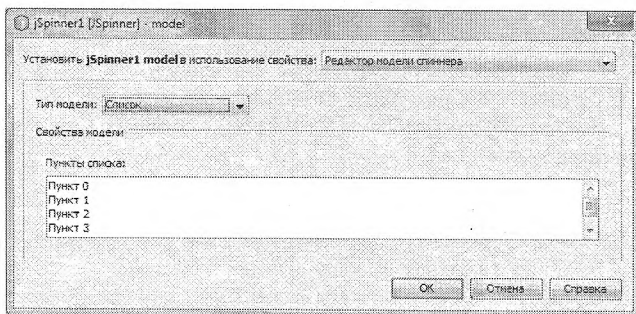 jSpinner1 [JSpinner] - model
Установить jSpinner1 model в использование свойства: Редактор модели спиннера
Тип модели: Список
Свойства модели
Пункты списка:
Пункт 0
Пункт 1
Пункт 2
Пункт 3
OK Отмена Справка